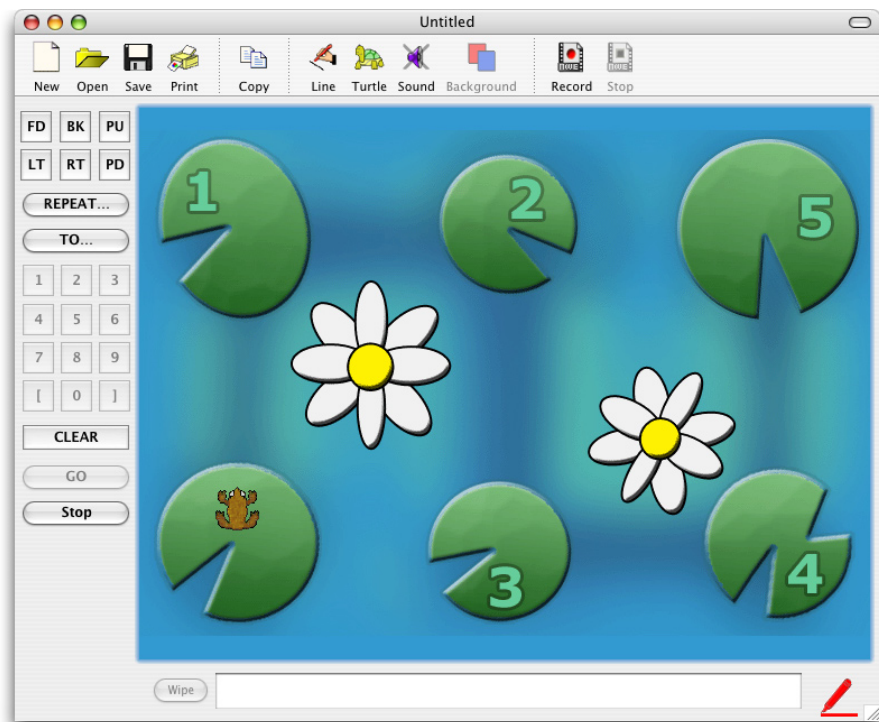 Untitled
New Open Save Print Copy Line Turtle Sound Background Record Stop
FD BK PU
LT RT PD
REPEAT...
TO...
1 2 3
4 5 6
7 8 9
[ 0 ]
CLEAR
GO
Stop
1 2 5
3 4
Wipe